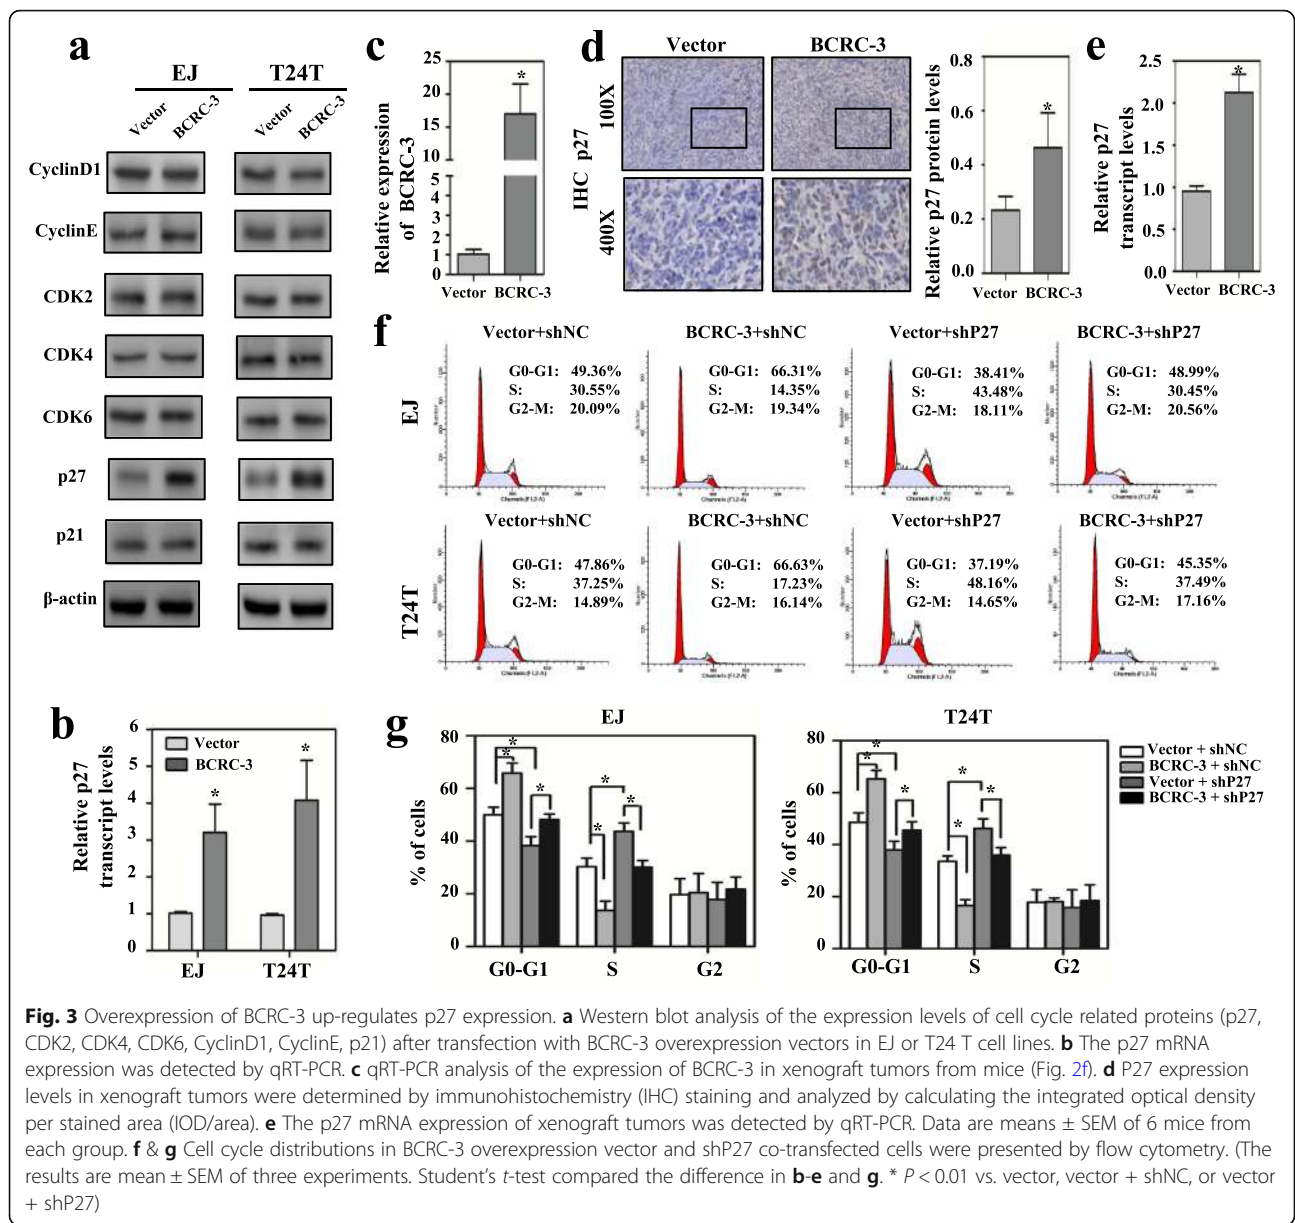 a
EJ
T24T
Vector
BCRC-3
Vector
BCRC-3
CyclinD1
CyclinE
CDK2
CDK4
CDK6
p27
p21
β-actin
b
Relative p27
transcript levels
6
5
4
3
2
1
0
Vector
BCRC-3
*
*
EJ
T24T
c
Relative expression
of BCRC-3
25
20
15
10
5
4
3
2
1
0
*
Vector BCRC-3
d
Vector
BCRC-3
IHC p27
100X
400X
Relative p27 protein levels
0.8
0.6
0.4
0.2
0.0
*
Vector BCRC-3
e
Relative p27
transcript levels
2.5
2.0
1.5
1.0
0.5
0.0
*
Vector BCRC-3
f
EJ
Vector+shNC
G0-G1: 49.36%
S: 30.55%
G2-M: 20.09%
Channels (FL2-A)
BCRC-3+shNC
G0-G1: 66.31%
S: 14.35%
G2-M: 19.34%
Channels (FL2-A)
Vector+shP27
G0-G1: 38.41%
S: 43.48%
G2-M: 18.11%
Channels (FL2-A)
BCRC-3+shP27
G0-G1: 48.99%
S: 30.45%
G2-M: 20.56%
Channels (FL2-A)
T24T
Vector+shNC
G0-G1: 47.86%
S: 37.25%
G2-M: 14.89%
Channels (FL2-A)
BCRC-3+shNC
G0-G1: 66.63%
S: 17.23%
G2-M: 16.14%
Channels (FL2-A)
Vector+shP27
G0-G1: 37.19%
S: 48.16%
G2-M: 14.65%
Channels (FL2-A)
BCRC-3+shP27
G0-G1: 45.35%
S: 37.49%
G2-M: 17.16%
Channels (FL2-A)
g
EJ
% of cells
80
60
40
20
0
*
*
*
*
*
*
G0-G1
S
G2
T24T
% of cells
80
60
40
20
0
*
*
*
*
*
*
G0-G1
S
G2
Vector + shNC
BCRC-3 + shNC
Vector + shP27
BCRC-3 + shP27
Fig. 3 Overexpression of BCRC-3 up-regulates p27 expression. a Western blot analysis of the expression levels of cell cycle related proteins (p27,
CDK2, CDK4, CDK6, CyclinD1, CyclinE, p21) after transfection with BCRC-3 overexpression vectors in EJ or T24 T cell lines. b The p27 mRNA
expression was detected by qRT-PCR. c qRT-PCR analysis of the expression of BCRC-3 in xenograft tumors from mice (Fig. 2f). d P27 expression
levels in xenograft tumors were determined by immunohistochemistry (IHC) staining and analyzed by calculating the integrated optical density
per stained area (IOD/area). e The p27 mRNA expression of xenograft tumors was detected by qRT-PCR. Data are means ± SEM of 6 mice from
each group. f & g Cell cycle distributions in BCRC-3 overexpression vector and shP27 co-transfected cells were presented by flow cytometry. (The
results are mean ± SEM of three experiments. Student's t-test compared the difference in b-e and g. * P < 0.01 vs. vector, vector + shNC, or vector
+ shP27)